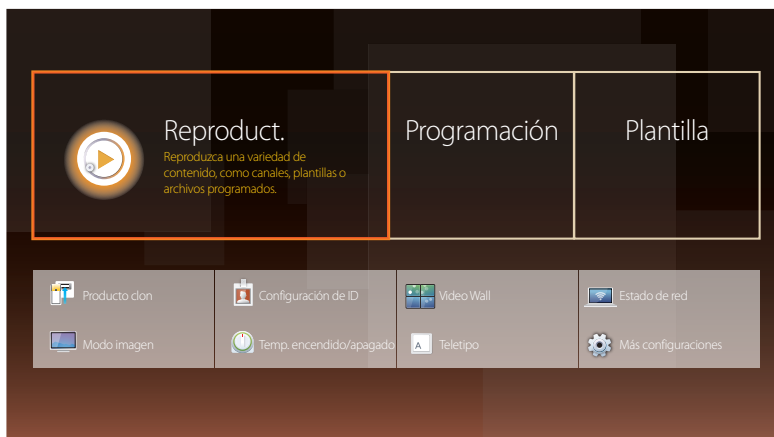 Reproduct.
Reproduzca una variedad de
contenido, como canales, plantillas o
archivos programados.
Programación
Plantilla
Producto clon
Configuración de ID
Video Wall
Estado de red
Modo imagen
Temp. encendido/apagado
A
Teletipo
Más configuraciones